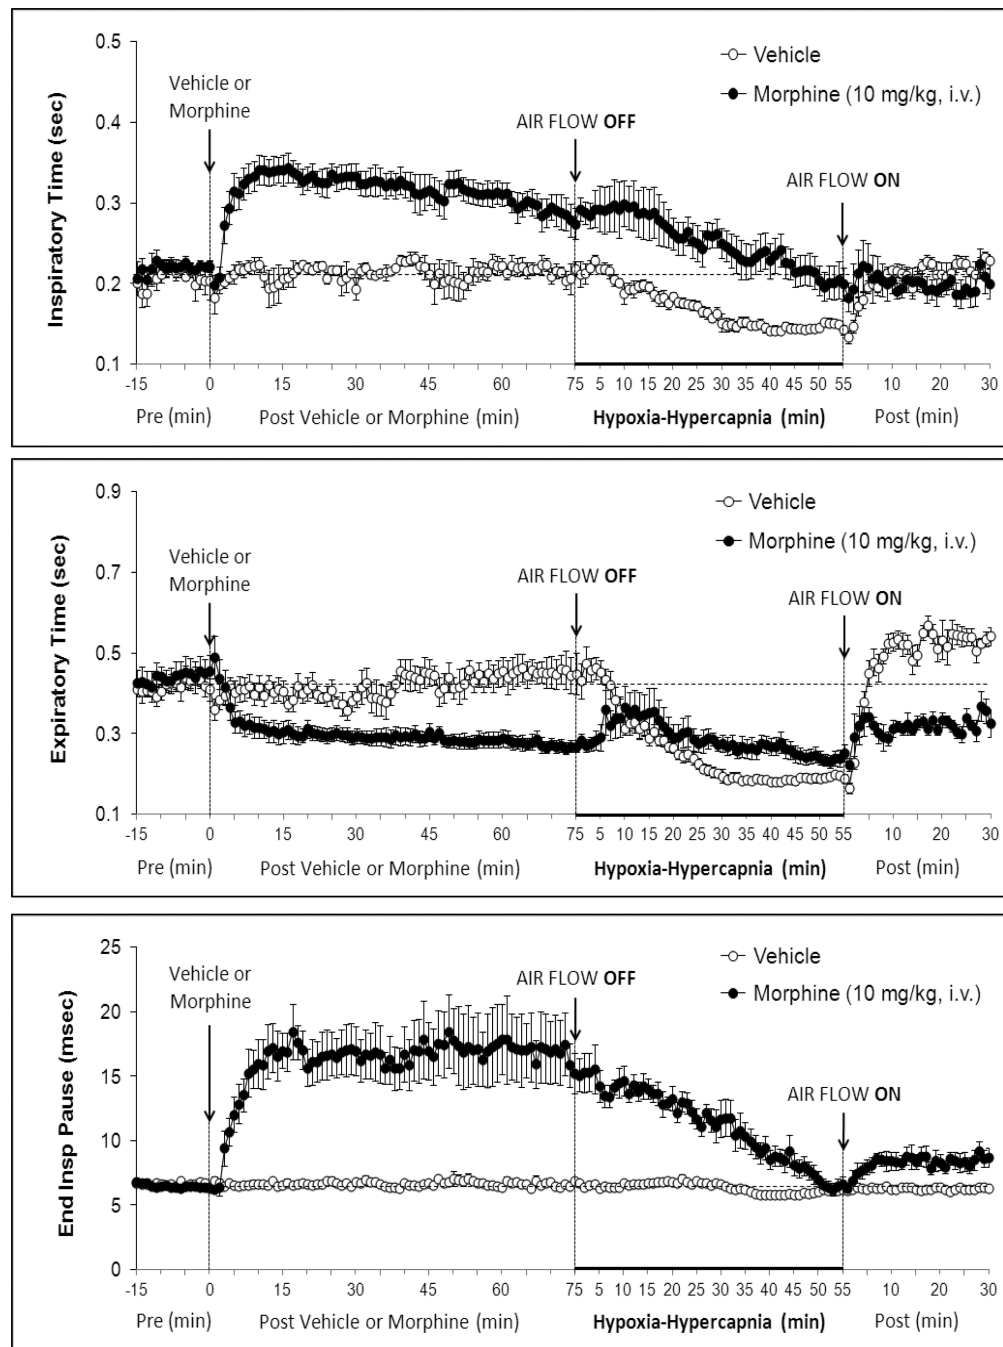 0.5
Vehicle
Vehicle or
Morphine
Morphine (10 mg/kg, i.v.)
0.4
AIR FLOW OFF
AIR FLOW ON
Inspiratory Time (sec)
0.3
0.2
0.1
-15 0 15 30 45 60 75 5 10 15 20 25 30 35 40 45 50 55 10 20 30
Pre (min) Post Vehicle or Morphine (min) Hypoxia-Hypercapnia (min) Post (min)
0.9
Vehicle
Vehicle or
Morphine
Morphine (10 mg/kg, i.v.)
0.7
AIR FLOW OFF
AIR FLOW ON
Expiratory Time (sec)
0.5
0.3
0.1
-15 0 15 30 45 60 75 5 10 15 20 25 30 35 40 45 50 55 10 20 30
Pre (min) Post Vehicle or Morphine (min) Hypoxia-Hypercapnia (min) Post (min)
25
Vehicle
Vehicle or
Morphine
AIR FLOW OFF
Morphine (10 mg/kg, i.v.)
20
AIR FLOW ON
End Insp Pause (msec)
15
10
5
0
-15 0 15 30 45 60 75 5 10 15 20 25 30 35 40 45 50 55 10 20 30
Pre (min) Post Vehicle or Morphine (min) Hypoxia-Hypercapnia (min) Post (min)